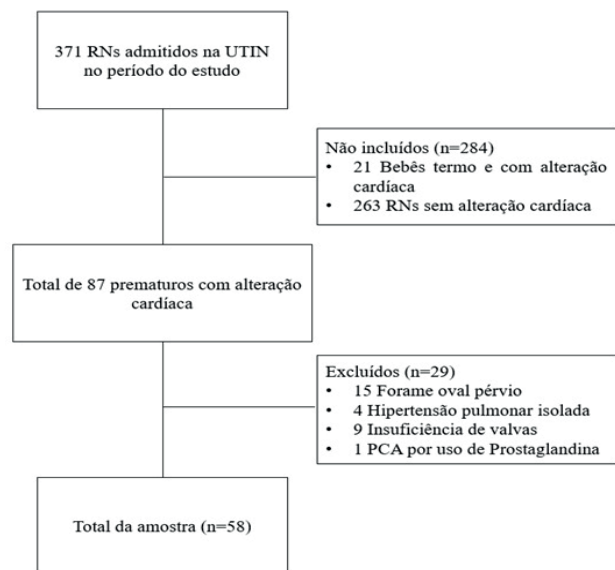 371 RNs admitidos na UTIN
no período do estudo
Não incluídos (n=284)
• 21 Bebês termo e com alteração
cardíaca
• 263 RNs sem alteração cardíaca
Total de 87 prematuros com alteração
cardíaca
Excluídos (n=29)
• 15 Forame oval pérvio
• 4 Hipertensão pulmonar isolada
• 9 Insuficiência de valvas
• 1 PCA por uso de Prostaglandina
Total da amostra (n=58)